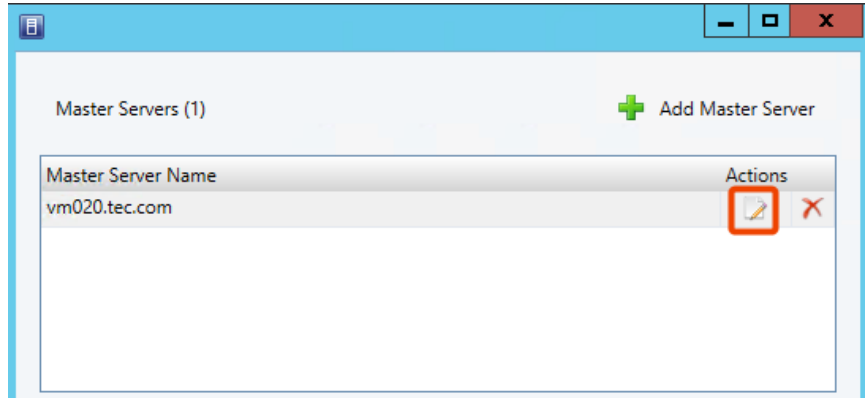 Master Servers (1)
Add Master Server
Master Server Name Actions
vm020.tec.com